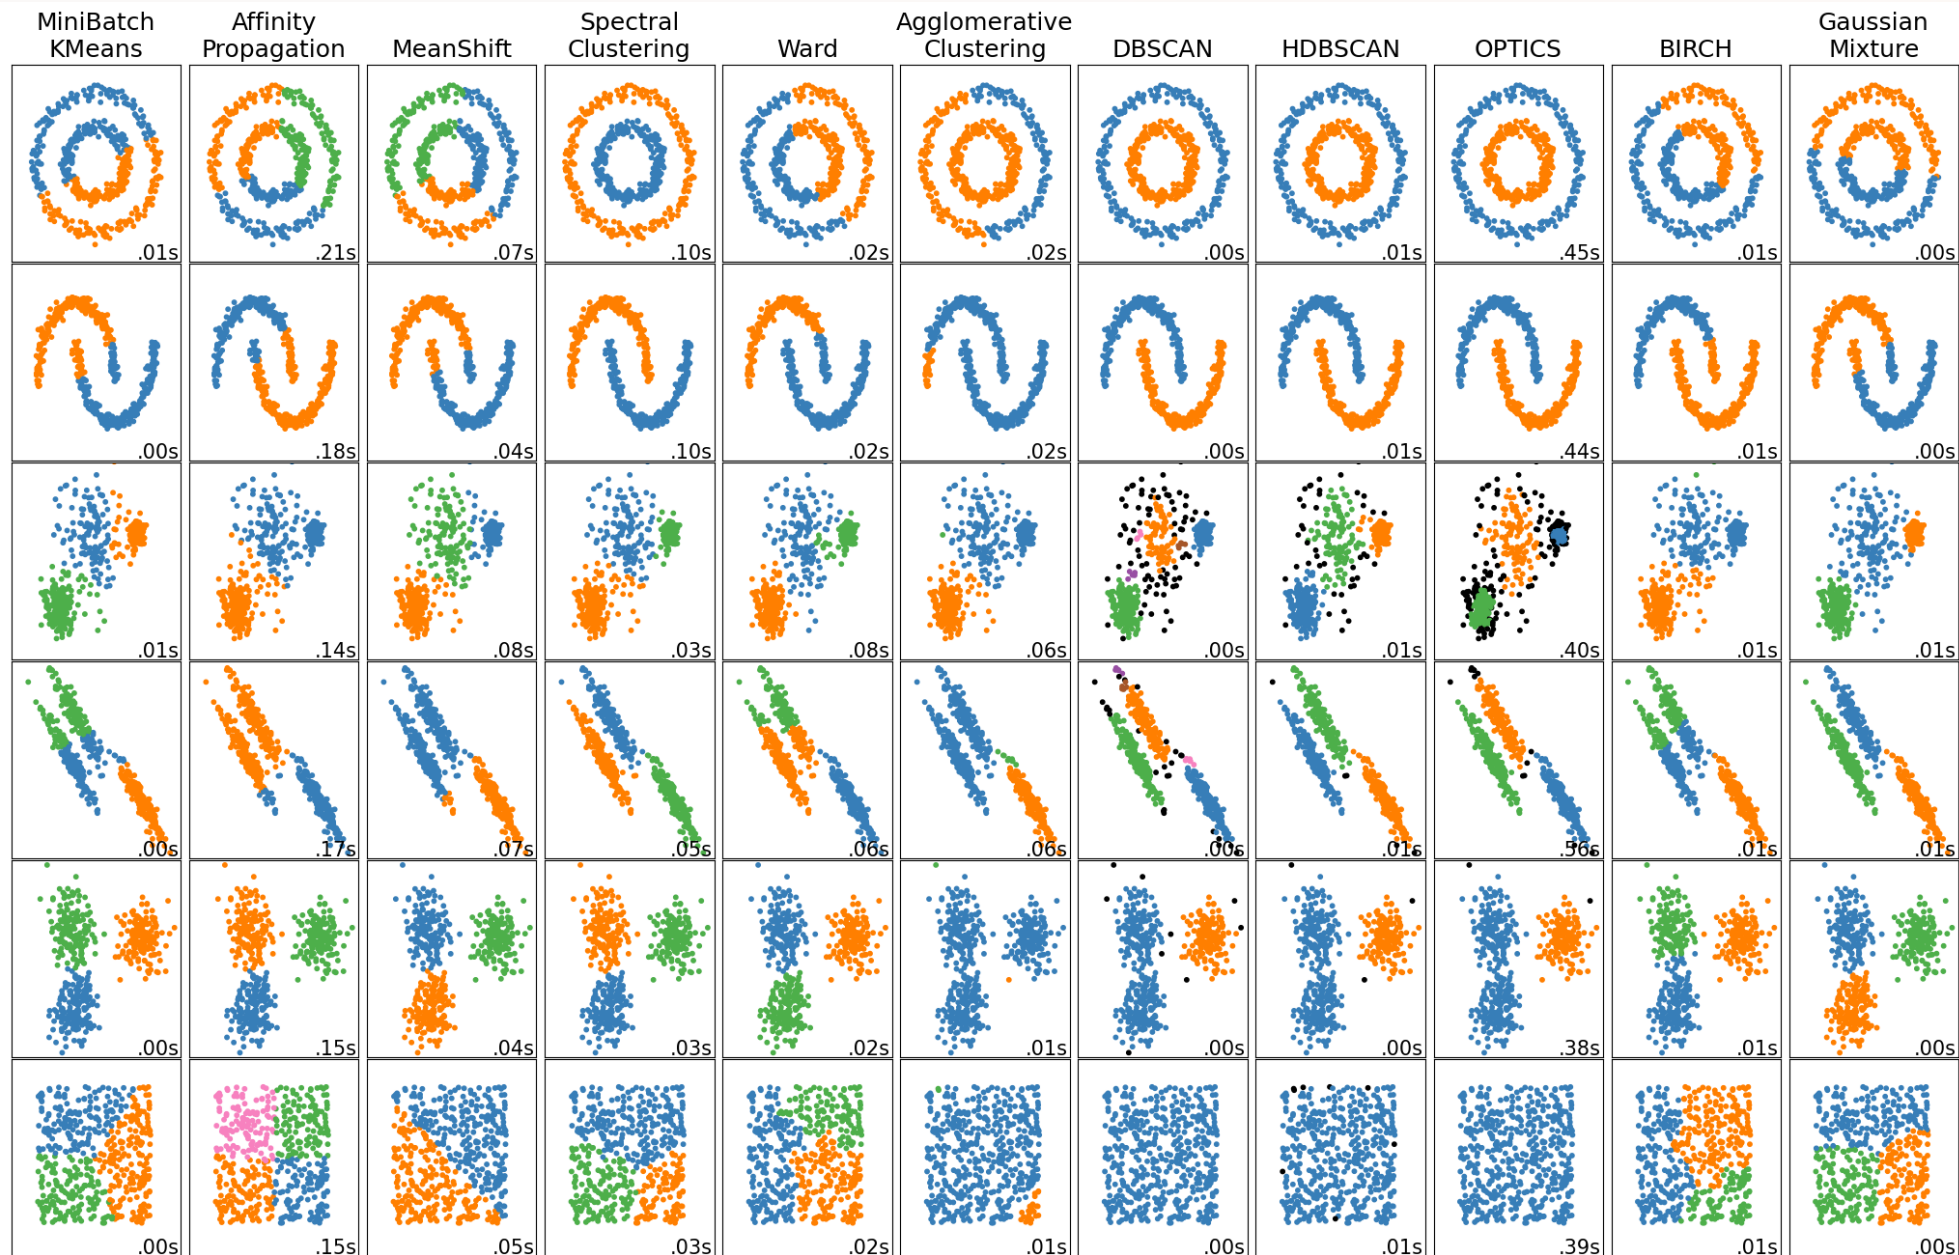 MiniBatch
KMeans
Affinity
Propagation
MeanShift
Spectral
Clustering
Ward
Agglomerative
Clustering
DBSCAN
HDBSCAN
OPTICS
BIRCH
Gaussian
Mixture
.01s .21s .07s .10s .02s .02s .00s .01s .45s .01s .00s
.00s .18s .04s .10s .02s .02s .00s .01s .44s .01s .00s
.01s .14s .08s .03s .08s .06s .00s .01s .40s .01s .01s
.00s .17s .07s .05s .06s .06s .00s .01s .56s .01s .01s
.00s .15s .04s .03s .02s .01s .00s .00s .38s .01s .00s
.00s .15s .05s .03s .02s .01s .00s .01s .39s .01s .00s